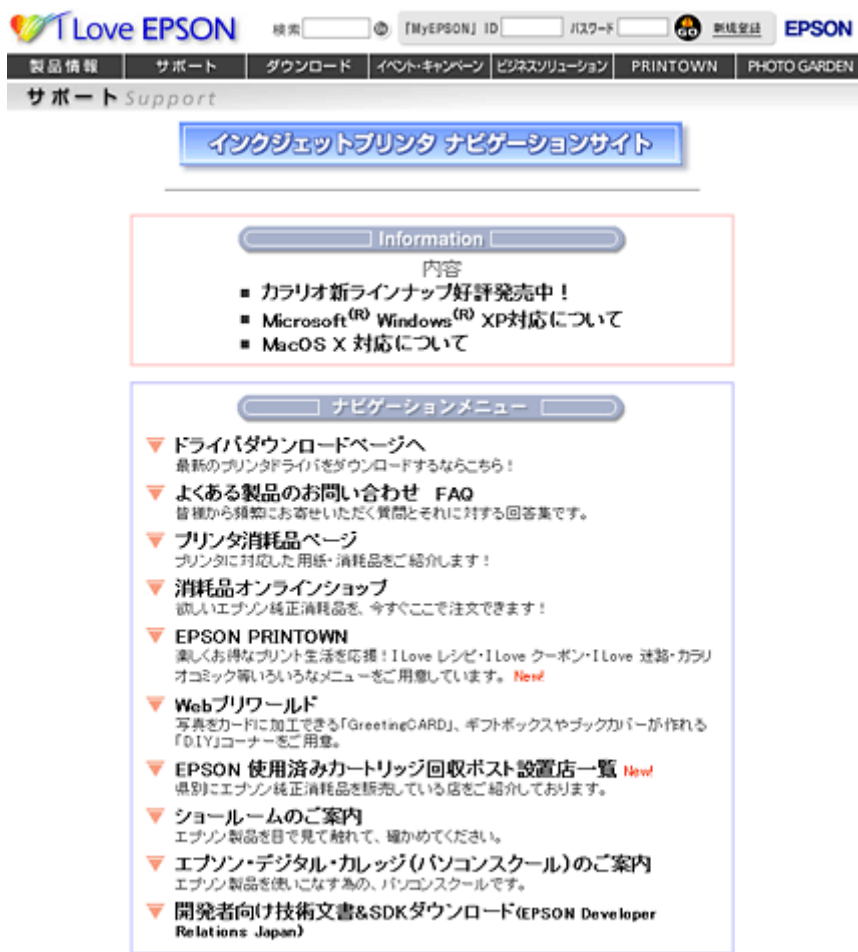 I Love EPSON 検索 Go 「MyEPSON」 ID パスワード 新規登録 EPSON
製品情報 サポート ダウンロード イベント・キャンペーン ビジネスソリューション PRINTOWN PHOTO GARDEN
サポート Support
インクジェットプリンタ ナビゲーションサイト
Information
内容
■ カラリオ新ラインナップ好評発売中！
■ Microsoft(R) Windows(R) XP対応について
■ MacOS X 対応について
ナビゲーションメニュー
ドライバダウンロードページへ
最新のプリンタドライバをダウンロードするならこちら！
よくある製品のお問い合わせ FAQ
皆様から頻繁にお寄せいただく質問とそれに対する回答集です。
プリンタ消耗品ページ
プリンタに対応した用紙・消耗品をご紹介します！
消耗品オンラインショップ
欲しいエプソン純正消耗品を、今すぐここで注文できます！
EPSON PRINTOWN
楽しくお得なプリント生活を応援！I Love レシピ・I Love クーポン・I Love 迷路・カラリ
オコミック等いろいろなメニューをご用意しています。 New!
Webプリワールド
写真をカードに加工できる「GreetingCARD」、ギフトボックスやブックカバーが作れる
「D.I.Y」コーナーをご用意。
EPSON 使用済みカートリッジ回収ポスト設置店一覧 New!
県別にエプソン純正消耗品を販売している店をご紹介しております。
ショールームのご案内
エプソン製品を目で見て触れて、確かめてください。
エプソン・デジタル・カレッジ（パソコンスクール）のご案内
エプソン製品を使いこなす為の、パソコンスクールです。
開発者向け技術文書&SDKダウンロード(EPSON Developer
Relations Japan)